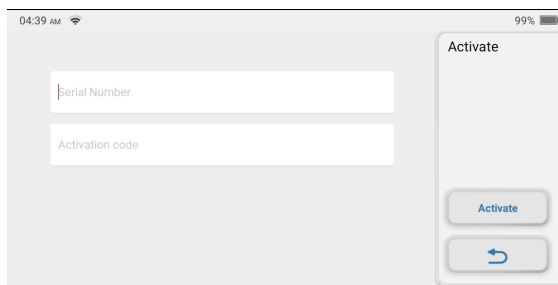 04:39 AM
99%
Activate
Serial Number
Activation code
Activate